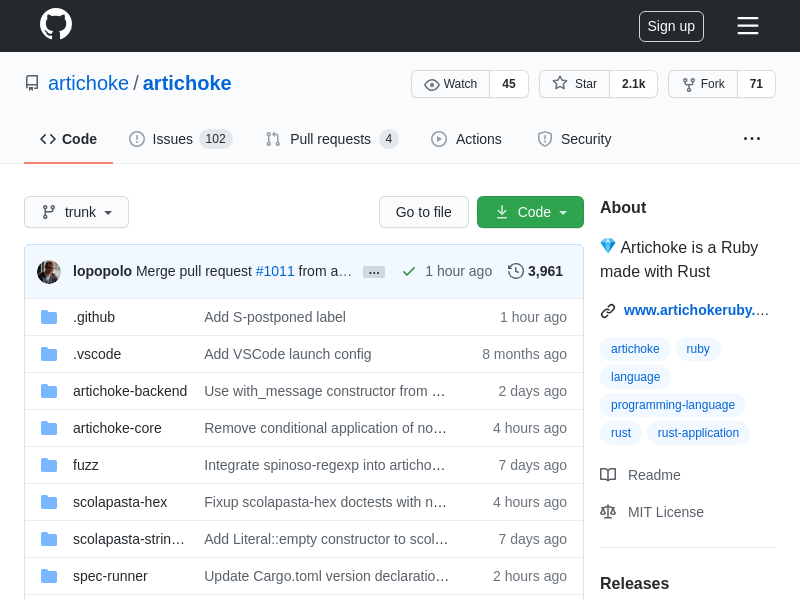 Sign up
artichoke / artichoke
Watch 45
Star 2.1k
Fork 71
Code
Issues 102
Pull requests 4
Actions
Security
trunk
Go to file
Code
lopopolo Merge pull request #1011 from a… … 1 hour ago 3,961
.github Add S-postponed label 1 hour ago
.vscode Add VSCode launch config 8 months ago
artichoke-backend Use with_message constructor from … 2 days ago
artichoke-core Remove conditional application of no… 4 hours ago
fuzz Integrate spinoso-regexp into articho… 7 days ago
scolapasta-hex Fixup scolapasta-hex doctests with n… 4 hours ago
scolapasta-strin… Add Literal::empty constructor to scol… 7 days ago
spec-runner Update Cargo.toml version declaratio… 2 hours ago
About
Artichoke is a Ruby
made with Rust
www.artichokeruby.…
artichoke ruby
language
programming-language
rust rust-application
Readme
MIT License
Releases